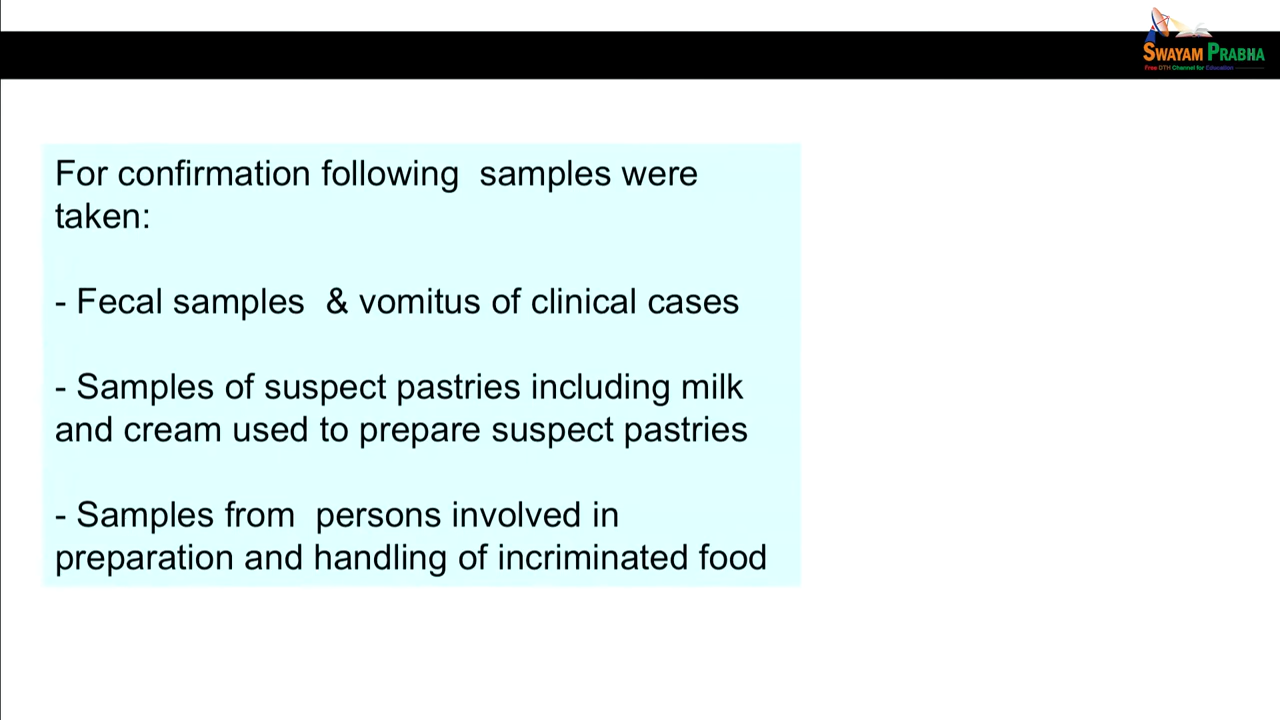 SWAYAM PRABHA
Free DTH Channel for Education
For confirmation following  samples were
taken:
- Fecal samples  & vomitus of clinical cases
- Samples of suspect pastries including milk
and cream used to prepare suspect pastries
- Samples from  persons involved in
preparation and handling of incriminated food